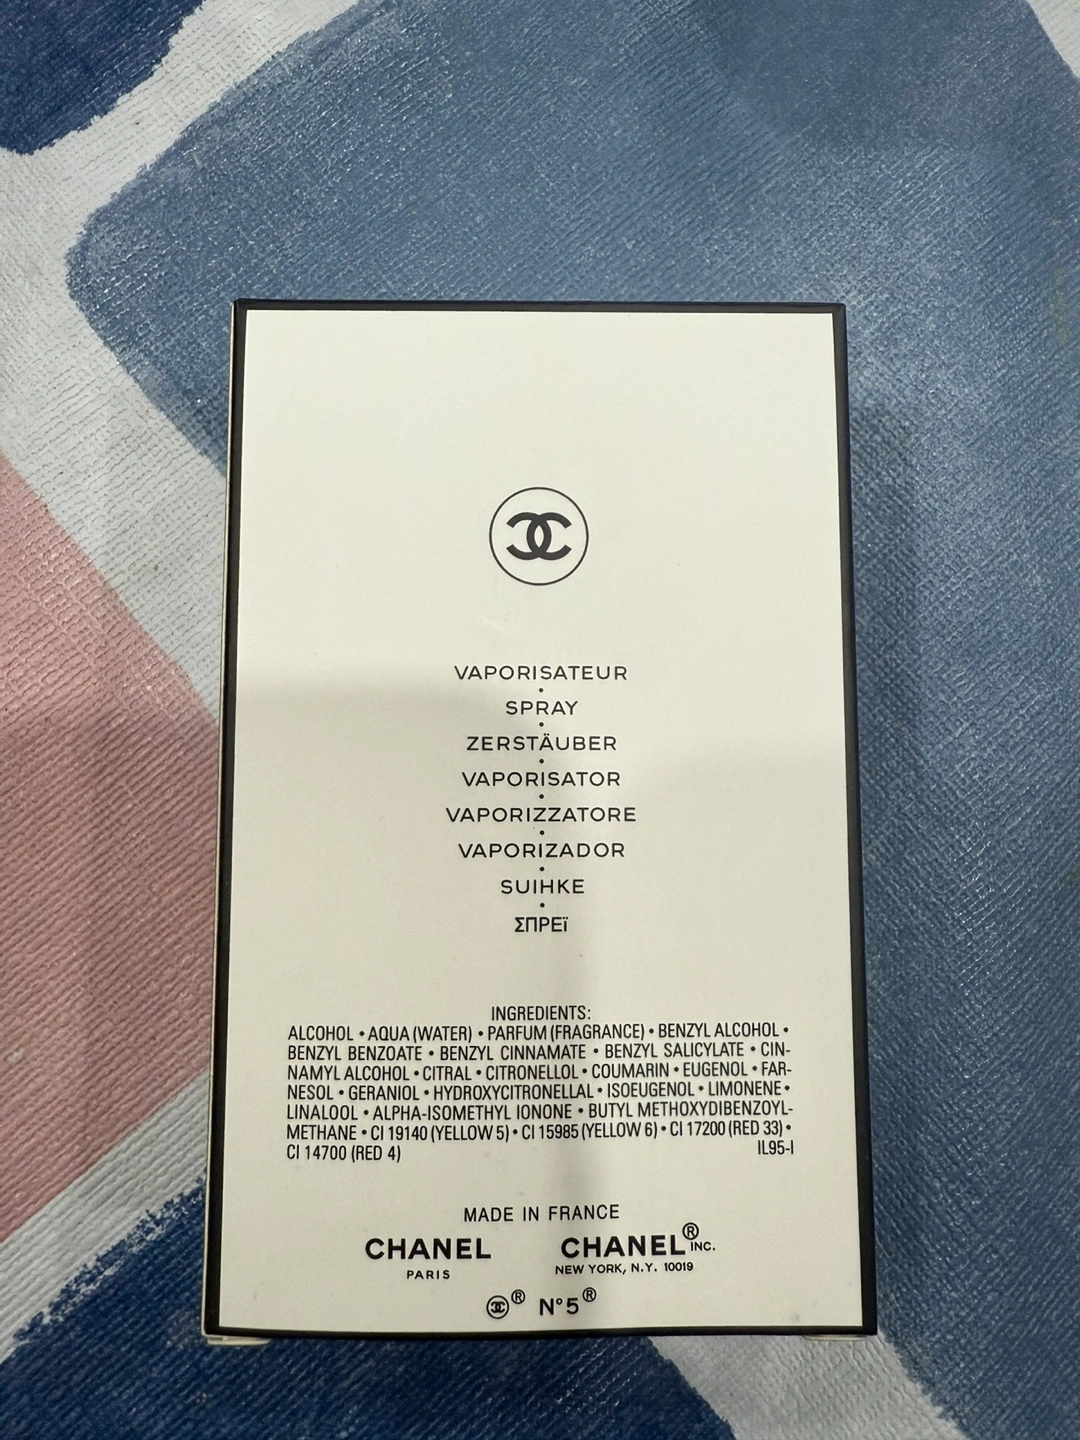 VAPORISATEUR
•
SPRAY
•
ZERSTÄUBER
•
VAPORISATOR
•
VAPORIZZATORE
•
VAPORIZADOR
•
SUIHKE
•
ΣΠΡΕϊ
INGREDIENTS:
ALCOHOL • AQUA (WATER) • PARFUM (FRAGRANCE) • BENZYL ALCOHOL •
BENZYL BENZOATE • BENZYL CINNAMATE • BENZYL SALICYLATE • CIN-
NAMYL ALCOHOL • CITRAL • CITRONELLOL • COUMARIN • EUGENOL • FAR-
NESOL • GERANIOL • HYDROXYCITRONELLAL • ISOEUGENOL • LIMONENE •
LINALOOL • ALPHA-ISOMETHYL IONONE • BUTYL METHOXYDIBENZOYL-
METHANE • CI 19140 (YELLOW 5) • CI 15985 (YELLOW 6) • CI 17200 (RED 33) •
CI 14700 (RED 4) IL95-I
MADE IN FRANCE
CHANEL CHANEL® INC.
PARIS NEW YORK, N.Y. 10019
® N°5®